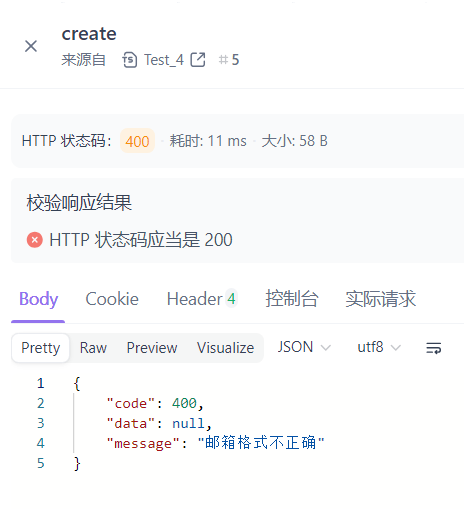 create
来源自 Test_4 # 5
HTTP 状态码： 400 · 耗时: 11 ms · 大小: 58 B
校验响应结果
HTTP 状态码应当是 200
Body Cookie Header 4 控制台 实际请求
Pretty Raw Preview Visualize JSON utf8
1 {
2 "code": 400,
3 "data": null,
4 "message": "邮箱格式不正确"
5 }